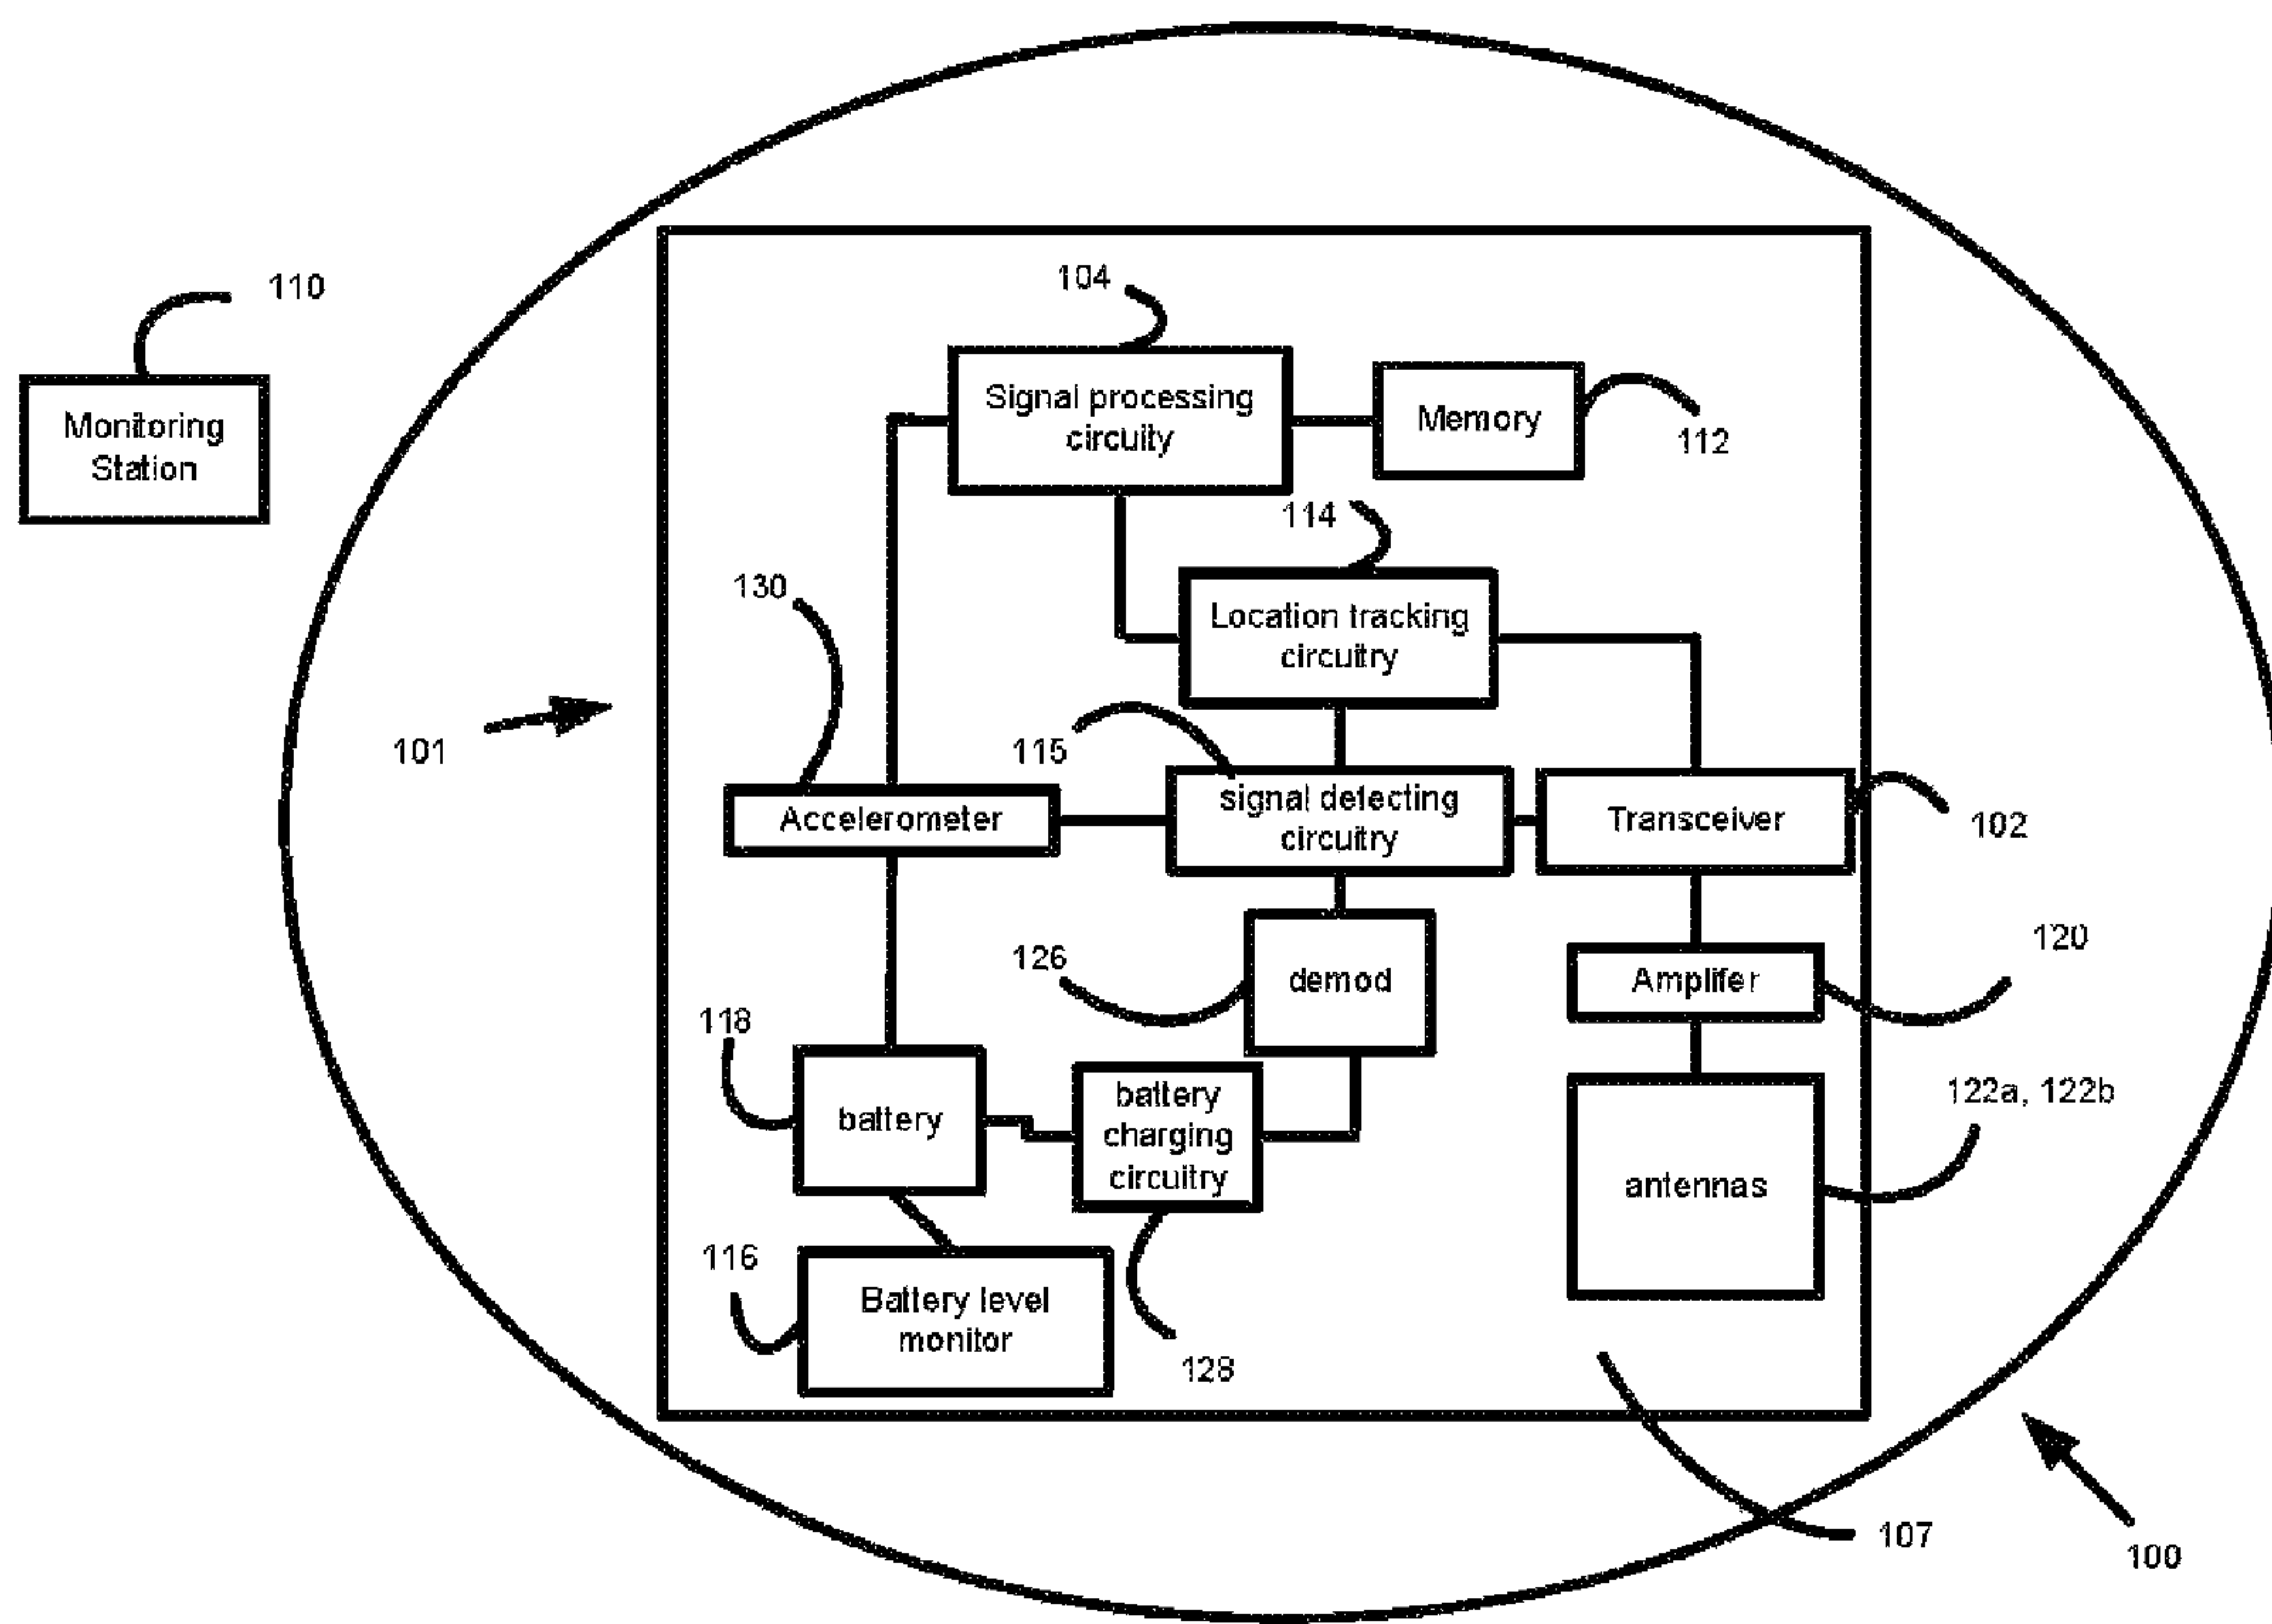 110
104
Monitoring
Station
Signal processing
circuity
Memory
112
114
130
Location tracking
circuitry
101
115
Accelerometer
signal detecting
circuitry
Transceiver
102
126
demod
Amplifer
120
118
battery
battery
charging
circuitry
antennas
122a, 122b
116
Battery level
monitor
128
107
100